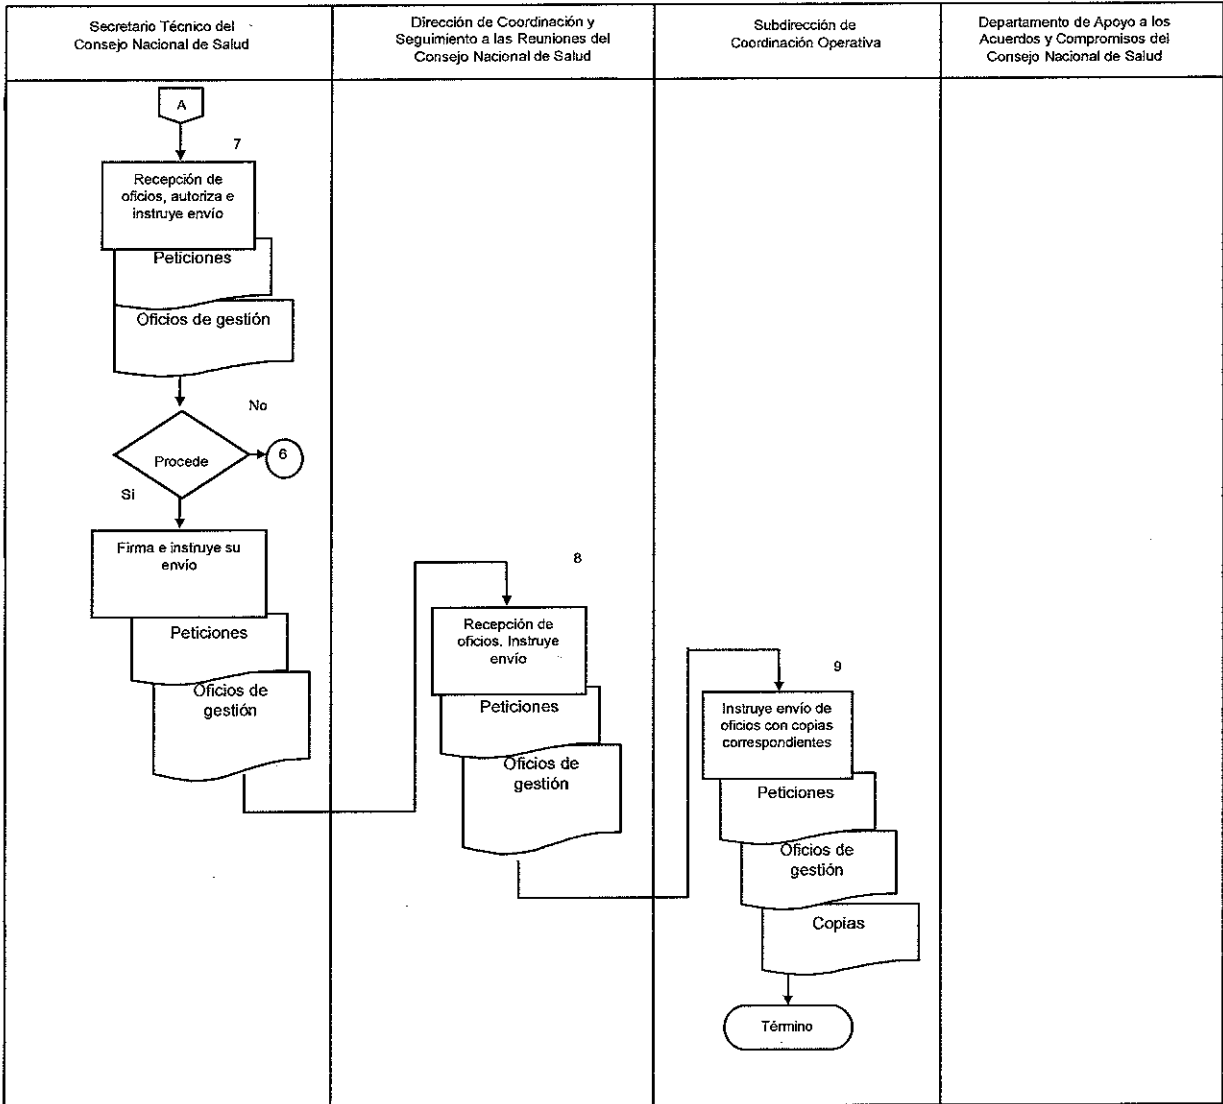 Secretario Técnico del
Consejo Nacional de Salud
Dirección de Coordinación y
Seguimiento a las Reuniones del
Consejo Nacional de Salud
Subdirección de
Coordinación Operativa
Departamento de Apoyo a los
Acuerdos y Compromisos del
Consejo Nacional de Salud
A
7
Recepción de
oficios, autoriza e
instruye envío
Peticiones
Oficios de gestión
No
Procede
6
Si
Firma e instruye su
envío
Peticiones
Oficios de
gestión
8
Recepción de
oficios. Instruye
envío
Peticiones
Oficios de
gestión
9
Instruye envío de
oficios con copias
correspondientes
Peticiones
Oficios de
gestión
Copias
Término